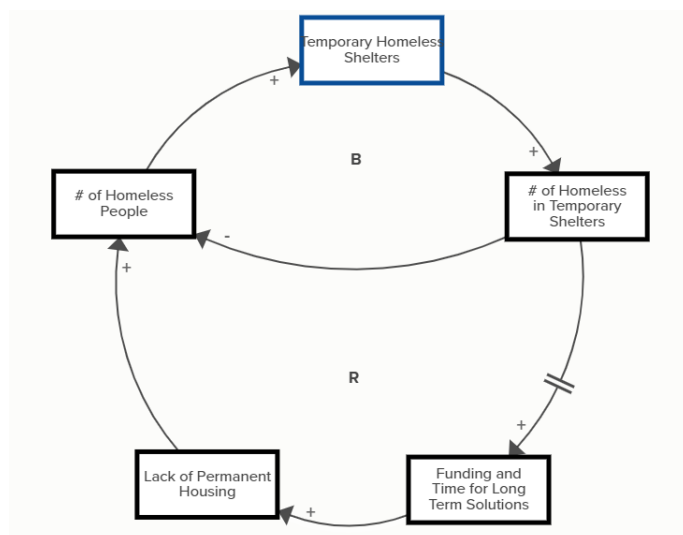 Temporary Homeless
Shelters
+
+
B
# of Homeless
People
# of Homeless
in Temporary
Shelters
-
+
R
+
Lack of Permanent
Housing
+
Funding and
Time for Long
Term Solutions